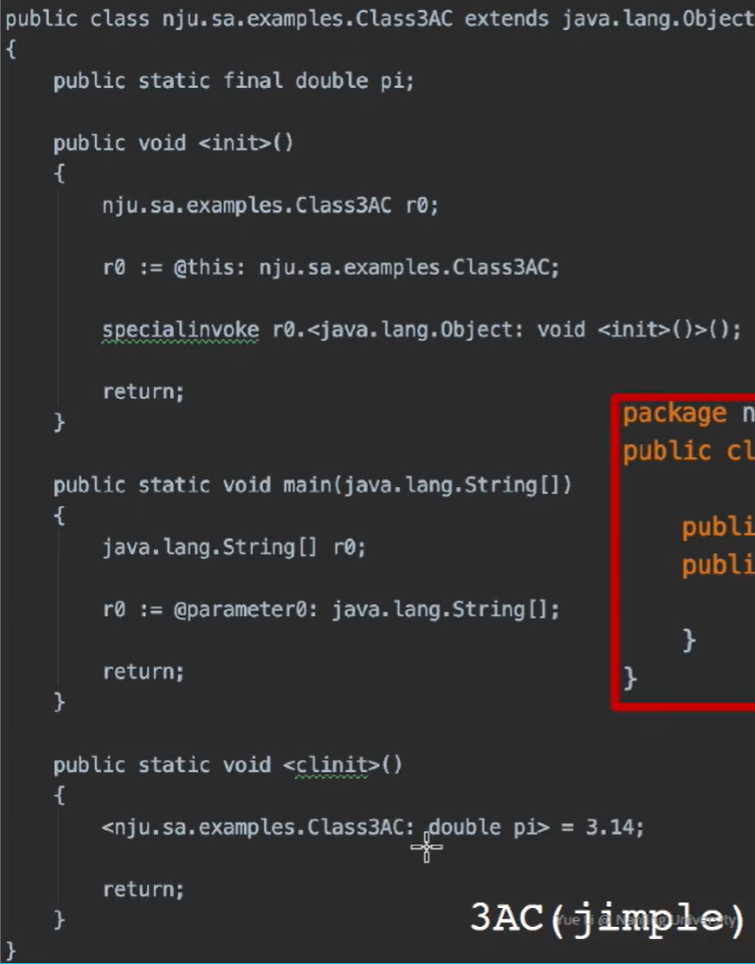 public class nju.sa.examples.Class3AC extends java.lang.Object
{
public static final double pi;
public void <init>()
{
nju.sa.examples.Class3AC r0;
r0 := @this: nju.sa.examples.Class3AC;
specialinvoke r0.<java.lang.Object: void <init>()>();
return;
}
public static void main(java.lang.String[])
{
java.lang.String[] r0;
r0 := @parameter0: java.lang.String[];
return;
}
public static void <clinit>()
{
<nju.sa.examples.Class3AC: double pi> = 3.14;
return;
}
}
package n
public cl
publi
publi
}
}
3AC(jimple)
Yue Li @ Nanjing University